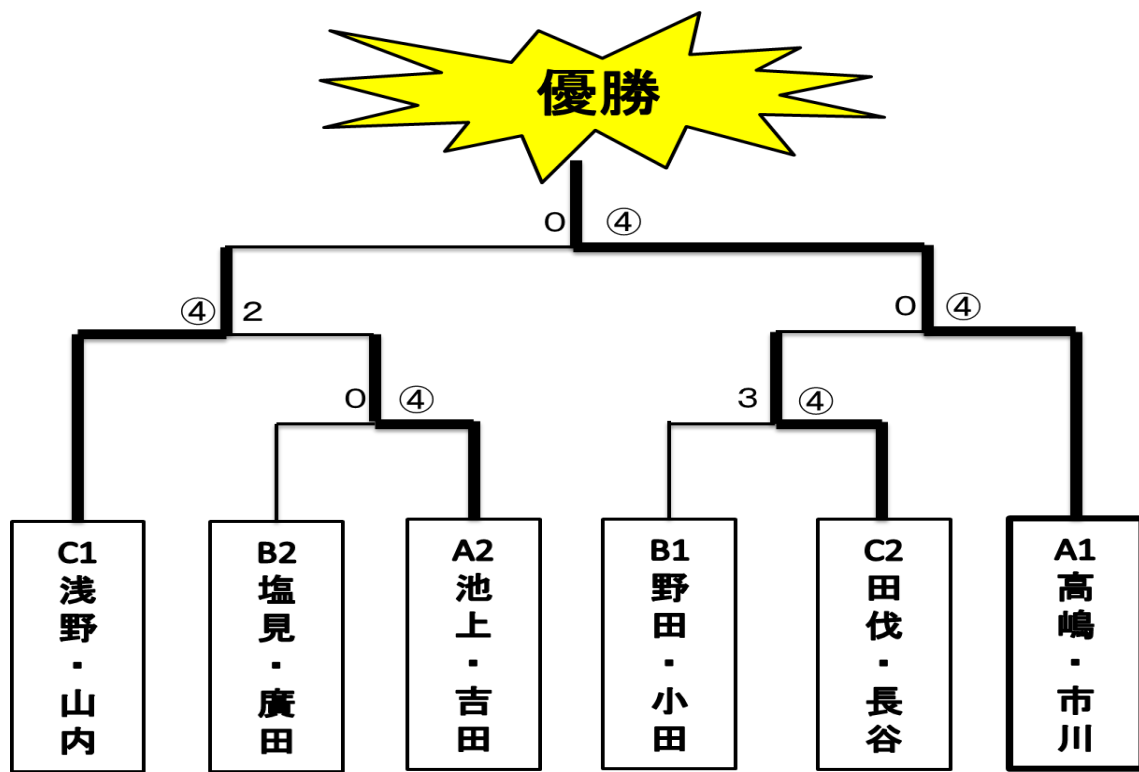 優勝
0 ④
④ 2
0 ④
0 ④
3 ④
C1
浅野・山内
B2
塩見・廣田
A2
池上・吉田
B1
野田・小田
C2
田伐・長谷
A1
高嶋・市川